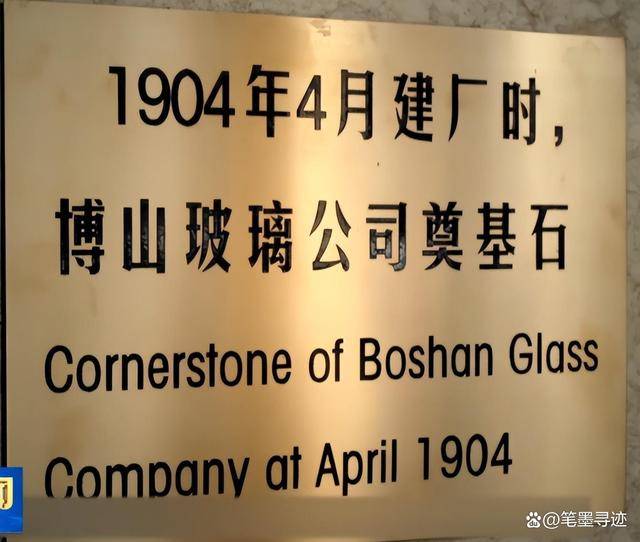 1904年4月建厂时，
博山玻璃公司奠基石
Cornerstone of Boshan Glass
Company at April 1904
@笔墨寻迹